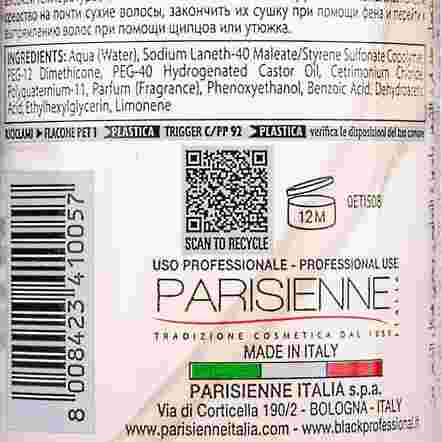 средство на почти сухие волосы, закончить их сушку при помощи фена и перейти к
выпрямлению волос при помощи щипцов или утюжка.
INGREDIENTS: Aqua (Water), Sodium Laneth-40 Maleate/Styrene Sulfonate Copolymer,
PEG-12 Dimethicone, PEG-40 Hydrogenated Castor Oil, Cetrimonium Chloride,
Polyquaternium-11, Parfum (Fragrance), Phenoxyethanol, Benzoic Acid, Dehydroacetic
Acid, Ethylhexylglycerin, Limonene
RICICLAMI FLACONE PET 1 PLASTICA TRIGGER C/PP 92 PLASTICA verifica le disposizioni del tuo comune
12M
0ETI508
SCAN TO RECYCLE
8 008423 410057
USO PROFESSIONALE - PROFESSIONAL USE
PARISIENNE
ITALIA
TRADIZIONE COSMETICA DAL
MADE IN ITALY
PARISIENNE ITALIA s.p.a.
Via di Corticella 190/2 - BOLOGNA - ITALY
www.parisienneitalia.com - www.blackprofessional.it